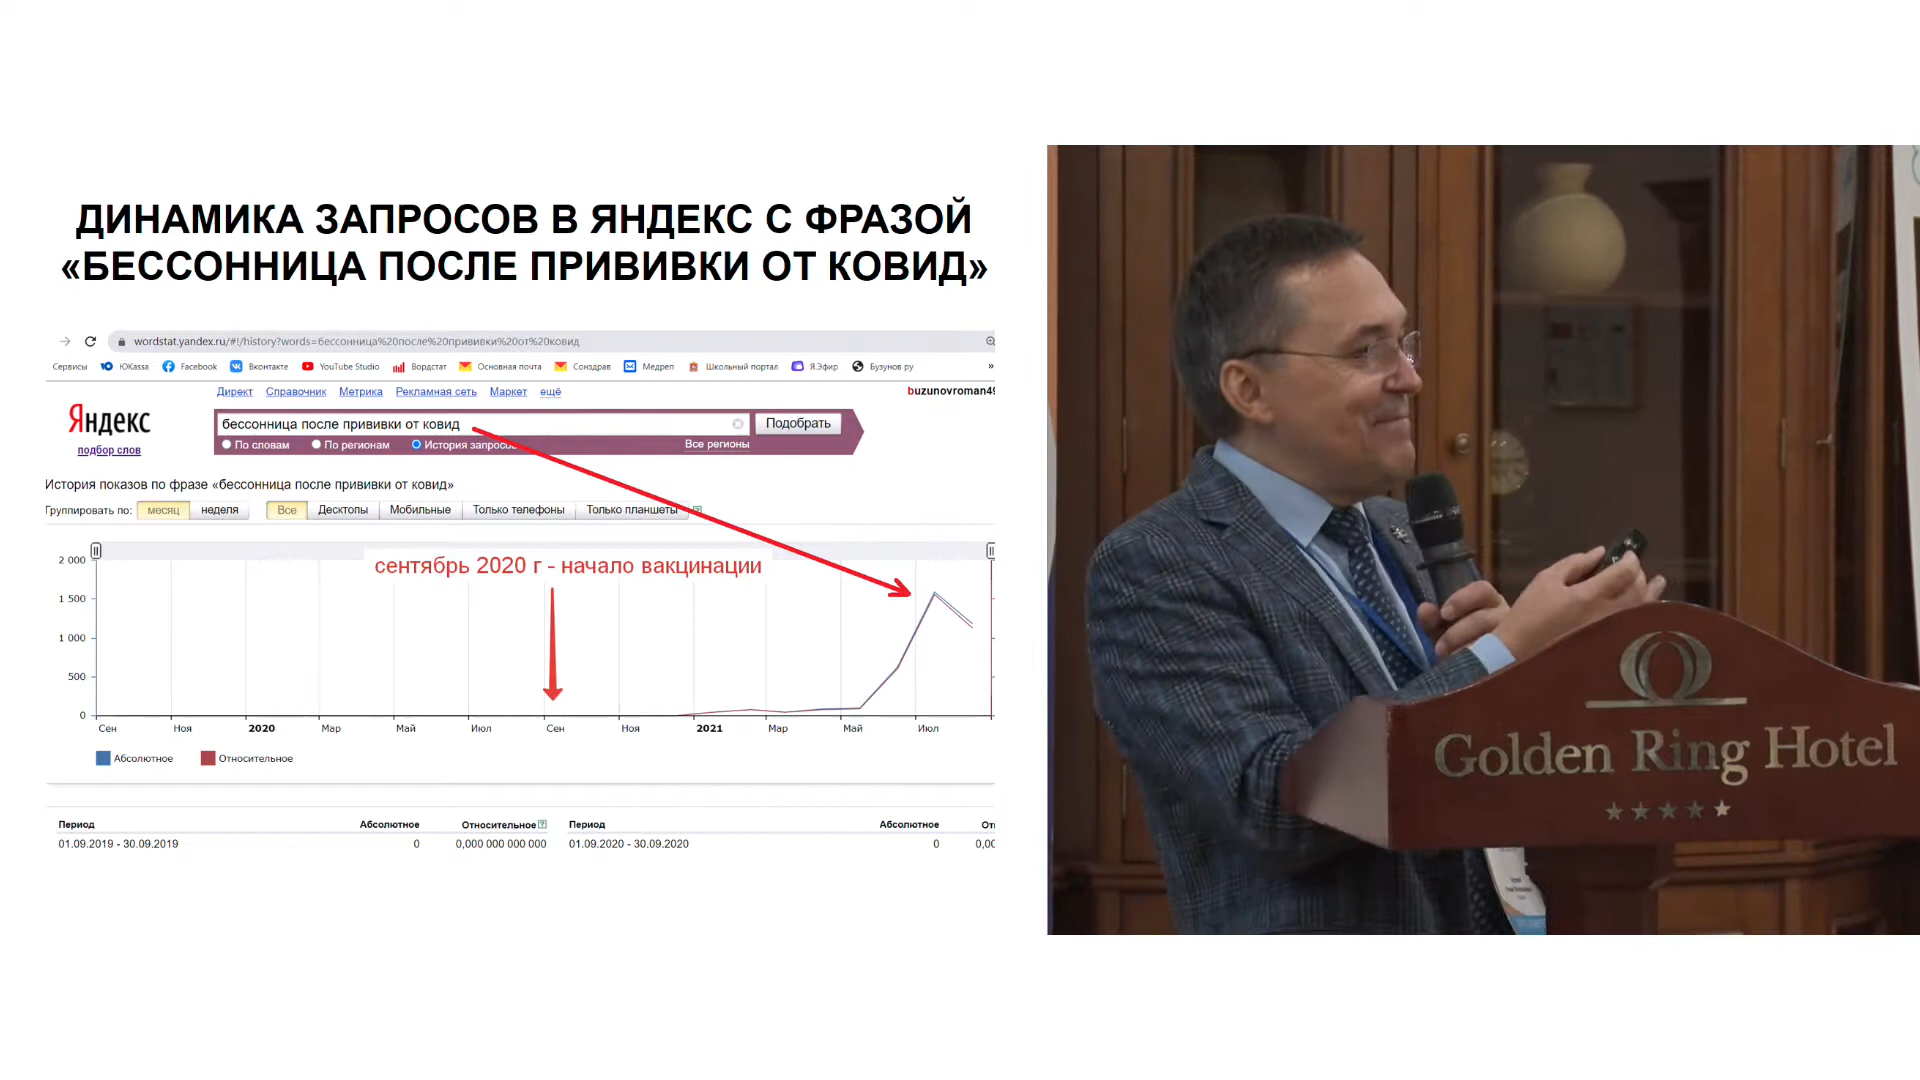 ДИНАМИКА ЗАПРОСОВ В ЯНДЕКС С ФРАЗОЙ
«БЕССОННИЦА ПОСЛЕ ПРИВИВКИ ОТ КОВИД»
wordstat.yandex.ru/#!/history?words=бессонница%20после%20прививки%20от%20ковид
Сервисы ЮKassa Facebook Вконтакте YouTube Studio Вордстат Основная почта Сонздрав Медреп Школьный портал Я.Эфир Бузунов ру »
Директ Справочник Метрика Рекламная сеть Маркет ещё
buzunovroman49
Яндекс
подбор слов
бессонница после прививки от ковид
Подобрать
По словам По регионам История запросов Все регионы
История показов по фразе «бессонница после прививки от ковид»
Группировать по: месяц неделя Все Десктопы Мобильные Только телефоны Только планшеты
сентябрь 2020 г - начало вакцинации
2 000
1 500
1 000
500
0
Сен Ноя 2020 Мар Май Июл Сен Ноя 2021 Мар Май Июл
Абсолютное Относительное
Период Абсолютное Относительное Период Абсолютное
01.09.2019 - 30.09.2019 0 0,000 000 000 000 01.09.2020 - 30.09.2020 0 0,00
Golden Ring Hotel